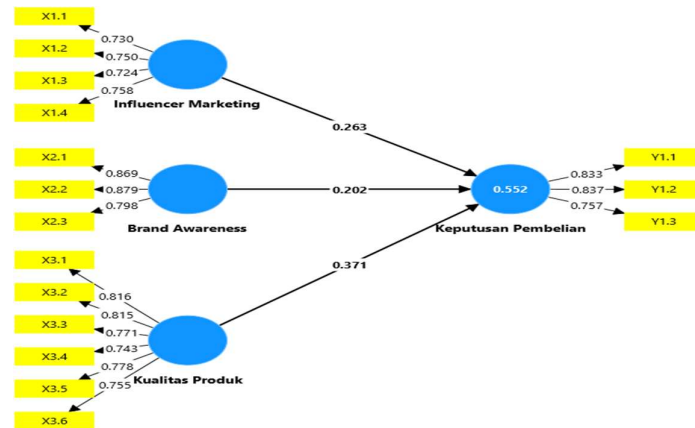 X1.1
0.730
X1.2
0.750
X1.3
0.724
X1.4
0.758
Influencer Marketing
0.263
X2.1
0.869
X2.2
0.879
X2.3
0.798
Brand Awareness
0.202
X3.1
0.816
X3.2
0.815
X3.3
0.771
X3.4
0.743
X3.5
0.778
X3.6
0.755
Kualitas Produk
0.371
0.552
Keputusan Pembelian
0.833
Y1.1
0.837
Y1.2
0.757
Y1.3